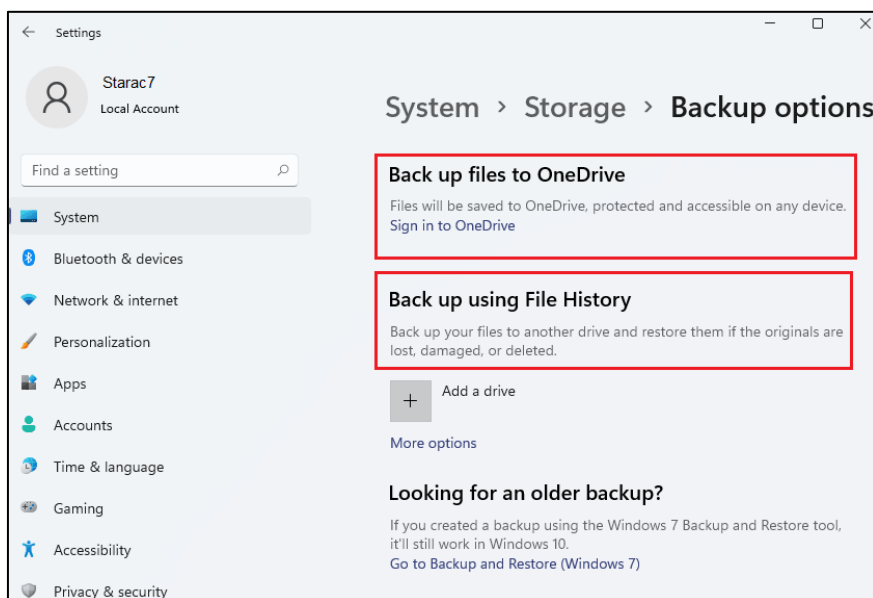 Settings
Starac7
Local Account
Find a setting
System
Bluetooth & devices
Network & internet
Personalization
Apps
Accounts
Time & language
Gaming
Accessibility
Privacy & security
System > Storage > Backup options
Back up files to OneDrive
Files will be saved to OneDrive, protected and accessible on any device.
Sign in to OneDrive
Back up using File History
Back up your files to another drive and restore them if the originals are
lost, damaged, or deleted.
Add a drive
More options
Looking for an older backup?
If you created a backup using the Windows 7 Backup and Restore tool,
it'll still work in Windows 10.
Go to Backup and Restore (Windows 7)